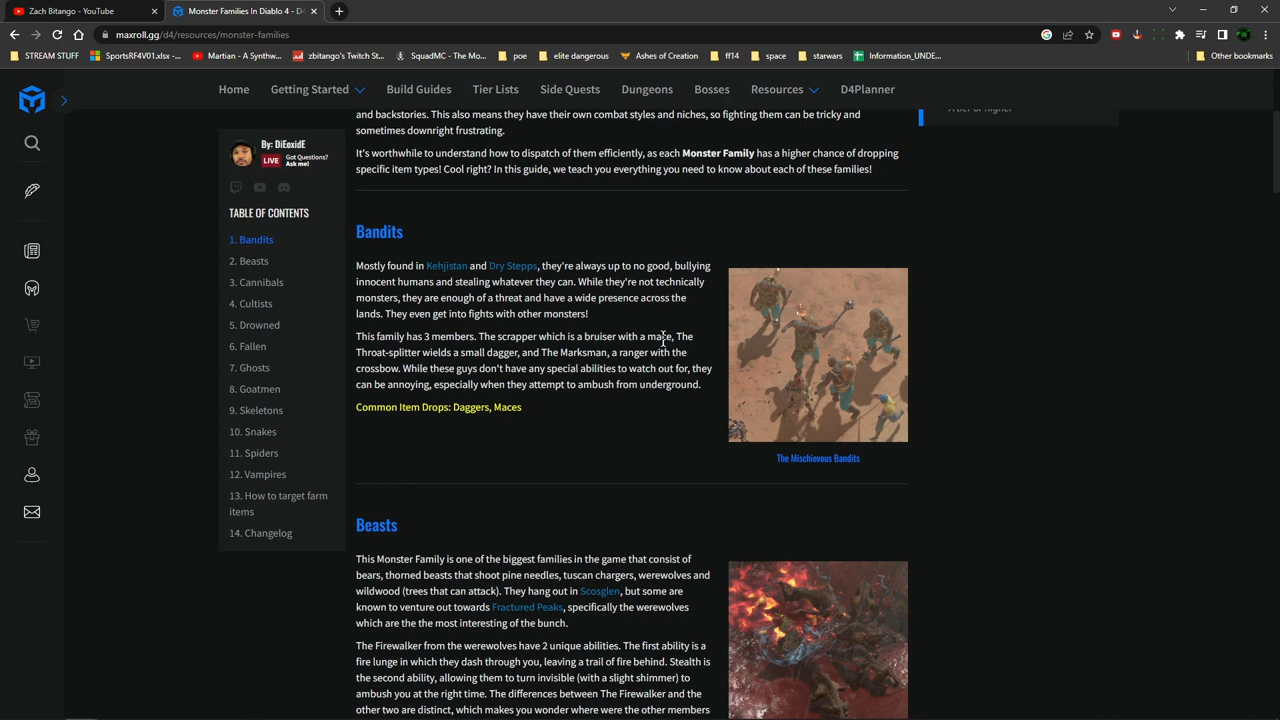 Zach Bitango - YouTube
Monster Families In Diablo 4 - D4
maxroll.gg/d4/resources/monster-families
STREAM STUFF
SportsRF4V01.xlsx -...
Martian - A Synthw...
zbitango's Twitch St...
SquadMC - The Mo...
poe
elite dangerous
Ashes of Creation
ff14
space
starwars
Information_UNDE...
Other bookmarks
Home
Getting Started
Build Guides
Tier Lists
Side Quests
Dungeons
Bosses
Resources
D4Planner
and backstories. This also means they have their own combat styles and niches, so fighting them can be tricky and
sometimes downright frustrating.
It's worthwhile to understand how to dispatch of them efficiently, as each Monster Family has a higher chance of dropping
specific item types! Cool right? In this guide, we teach you everything you need to know about each of these families!
By: DiEoxidE
LIVE
Got Questions?
Ask me!
TABLE OF CONTENTS
1. Bandits
2. Beasts
3. Cannibals
4. Cultists
5. Drowned
6. Fallen
7. Ghosts
8. Goatmen
9. Skeletons
10. Snakes
11. Spiders
12. Vampires
13. How to target farm
items
14. Changelog
Bandits
Mostly found in Kehjistan and Dry Stepps, they're always up to no good, bullying
innocent humans and stealing whatever they can. While they're not technically
monsters, they are enough of a threat and have a wide presence across the
lands. They even get into fights with other monsters!
This family has 3 members. The scrapper which is a bruiser with a mace, The
Throat-splitter wields a small dagger, and The Marksman, a ranger with the
crossbow. While these guys don't have any special abilities to watch out for, they
can be annoying, especially when they attempt to ambush from underground.
Common Item Drops: Daggers, Maces
The Mischievous Bandits
Beasts
This Monster Family is one of the biggest families in the game that consist of
bears, thorned beasts that shoot pine needles, tuscan chargers, werewolves and
wildwood (trees that can attack). They hang out in Scosglen, but some are
known to venture out towards Fractured Peaks, specifically the werewolves
which are the the most interesting of the bunch.
The Firewalker from the werewolves have 2 unique abilities. The first ability is a
fire lunge in which they dash through you, leaving a trail of fire behind. Stealth is
the second ability, allowing them to turn invisible (with a slight shimmer) to
ambush you at the right time. The differences between The Firewalker and the
other two are distinct, which makes you wonder where were the other members